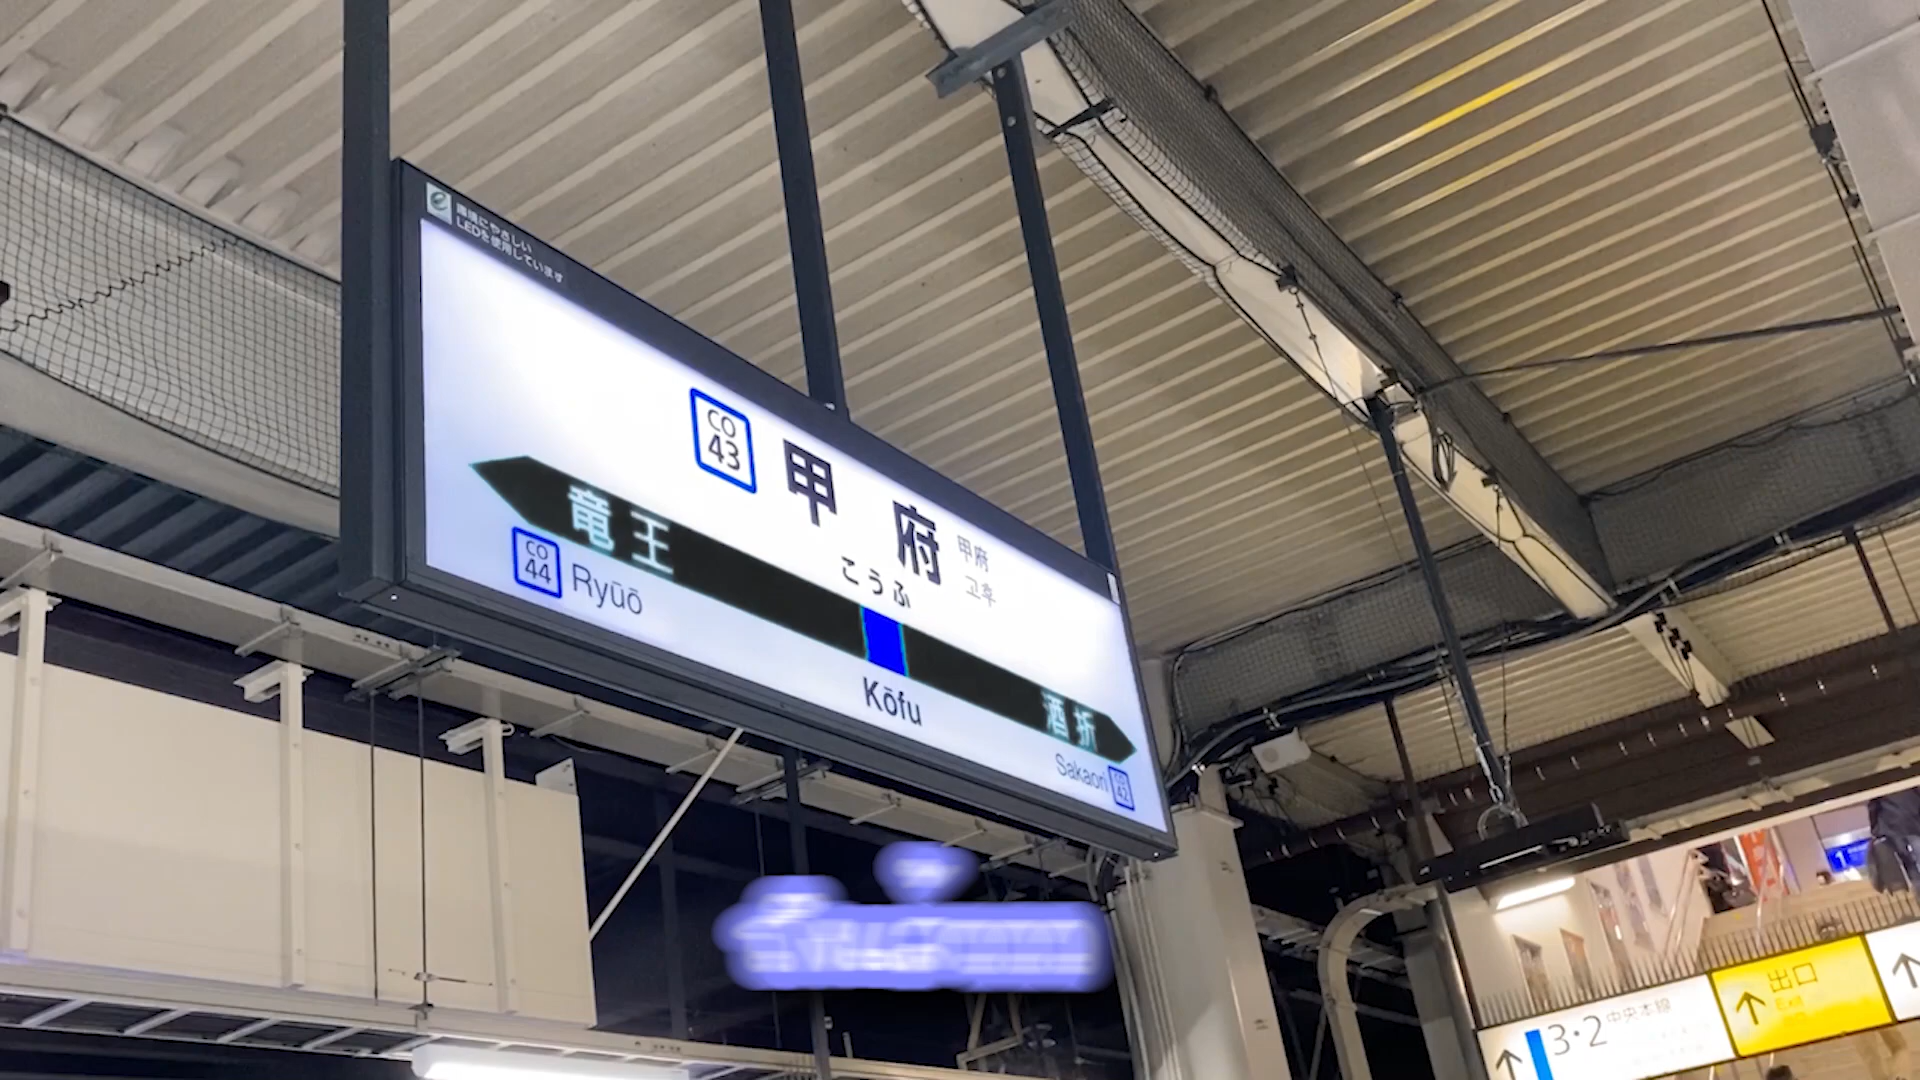 環境にやさしい
LEDを使用しています
CO
43
甲府
甲府
고후
こうふ
竜王
CO
44
Ryūō
Kōfu
酒折
Sakaori
CO
42
3・2 中央本線
出口
Exit